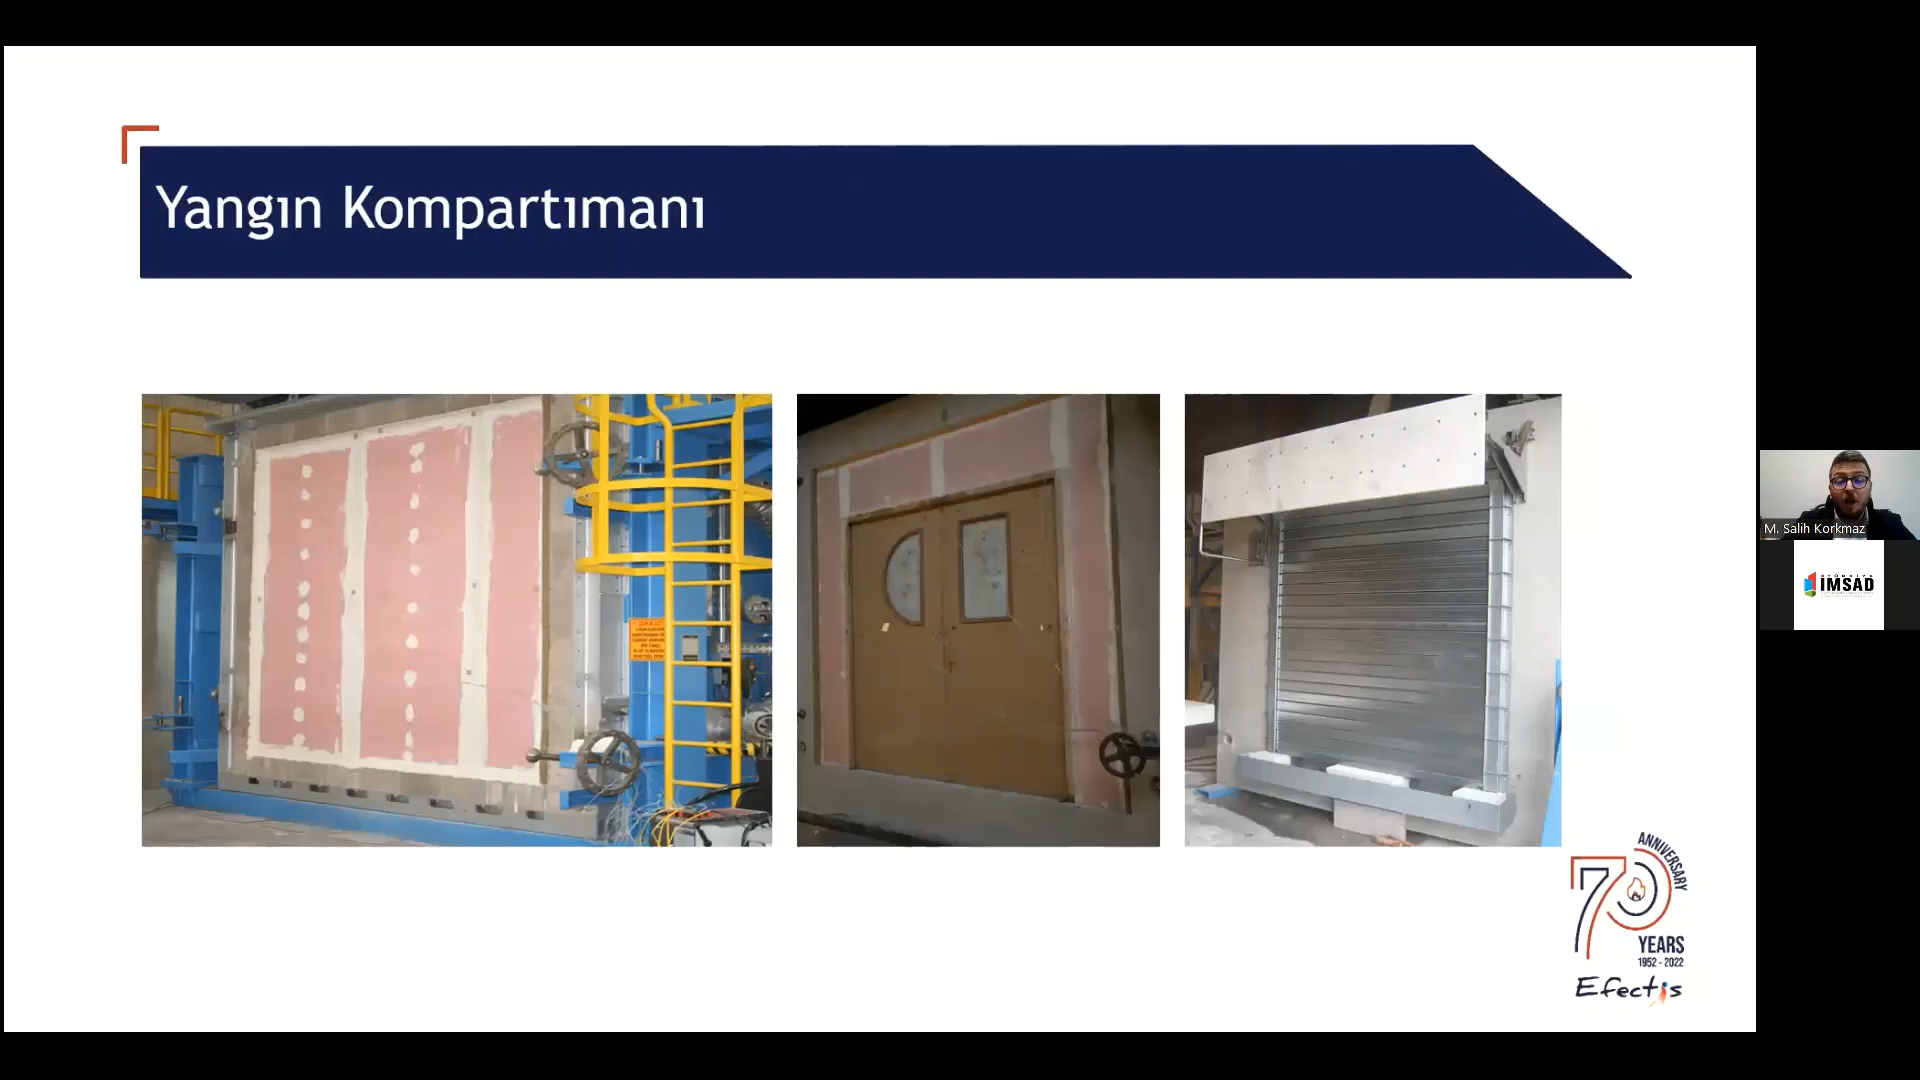 Yangın Kompartımanı
ANNIVERSARY
70
YEARS
1952 - 2022
Efectis
M. Salih Korkmaz
İMSAD